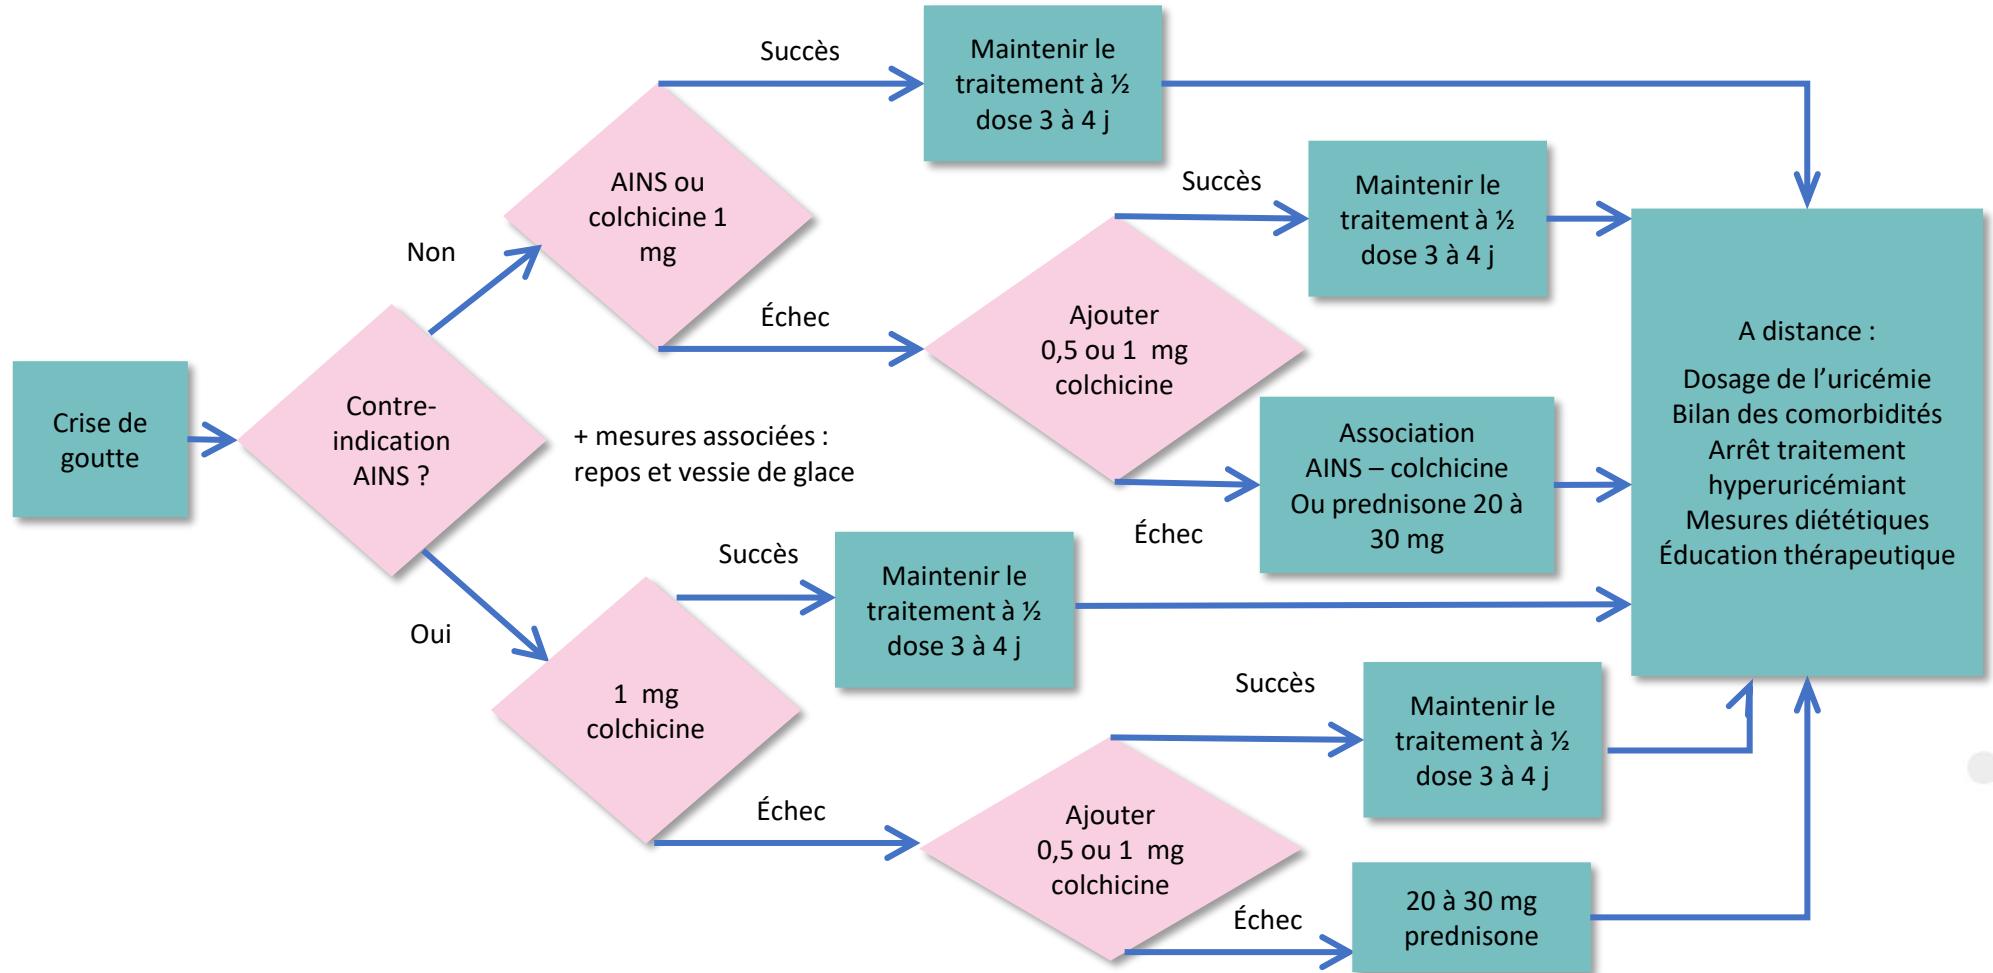 Crise de
goutte
Contre-
indication
AINS ?
Non
Oui
+ mesures associées :
repos et vessie de glace
AINS ou
colchicine 1
mg
Succès
Maintenir le
traitement à ½
dose 3 à 4 j
Échec
Ajouter
0,5 ou 1 mg
colchicine
Succès
Maintenir le
traitement à ½
dose 3 à 4 j
Échec
Association
AINS – colchicine
Ou prednisone 20 à
30 mg
1 mg
colchicine
Succès
Maintenir le
traitement à ½
dose 3 à 4 j
Échec
Ajouter
0,5 ou 1 mg
colchicine
Succès
Maintenir le
traitement à ½
dose 3 à 4 j
Échec
20 à 30 mg
prednisone
A distance :
Dosage de l’uricémie
Bilan des comorbidités
Arrêt traitement
hyperuricémiant
Mesures diététiques
Éducation thérapeutique